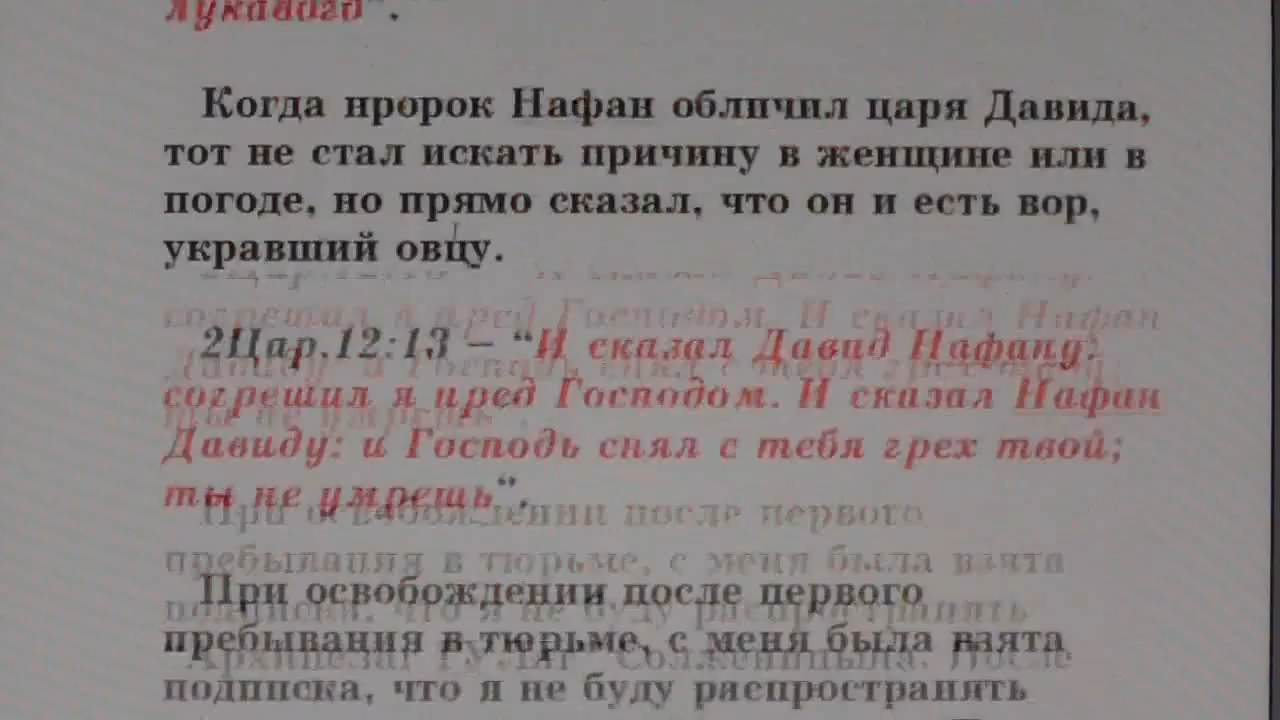 лукавого".
Когда пророк Нафан обличил царя Давида,
тот не стал искать причину в женщине или в
погоде, но прямо сказал, что он и есть вор,
укравший овцу.
2Цар.12:13 – “И сказал Давид Нафану:
согрешил я пред Господом. И сказал Нафан
Давиду: и Господь снял с тебя грех твой;
ты не умрешь“.
При освобождении после первого
пребывания в тюрьме, с меня была взята
подписка, что я не буду распространять